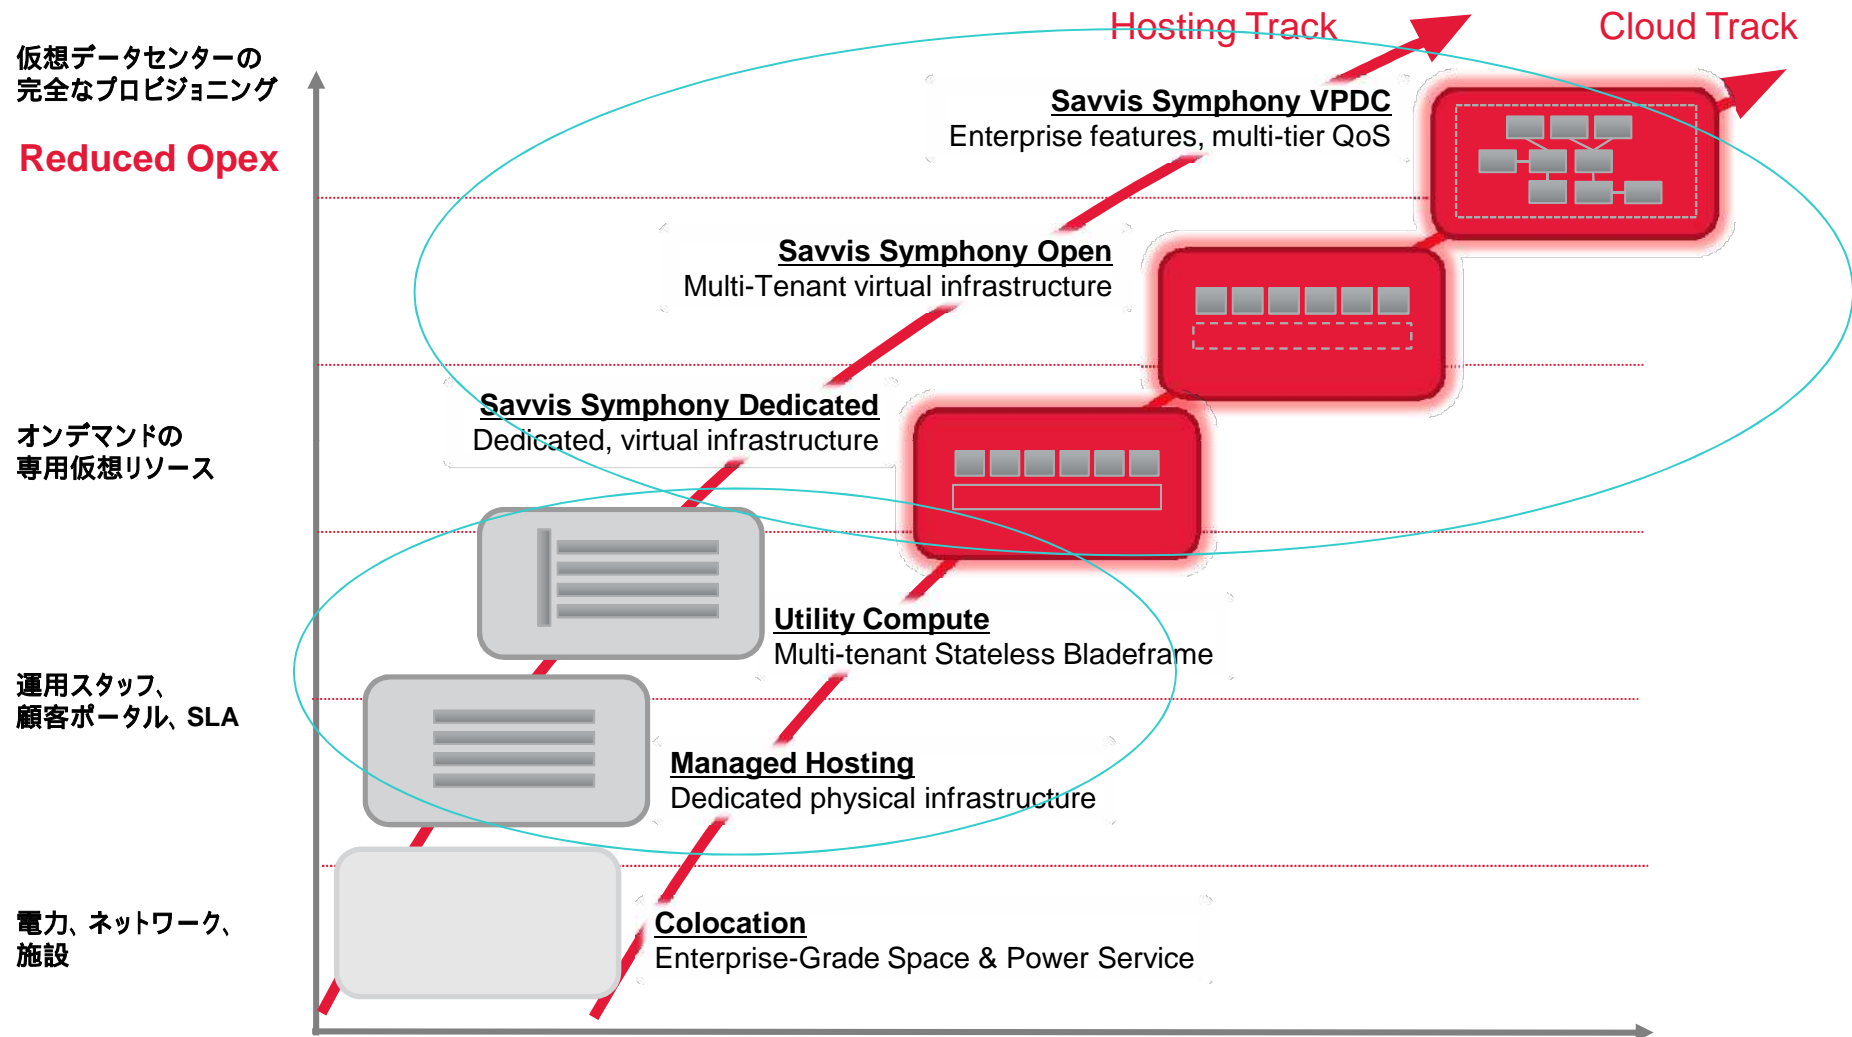 Hosting Track
Cloud Track
仮想データセンターの
完全なプロビジョニング
Reduced Opex
Savvis Symphony VPDC
Enterprise features, multi-tier QoS
Savvis Symphony Open
Multi-Tenant virtual infrastructure
Savvis Symphony Dedicated
Dedicated, virtual infrastructure
オンデマンドの
専用仮想リソース
Utility Compute
Multi-tenant Stateless Bladeframe
運用スタッフ、
顧客ポータル、SLA
Managed Hosting
Dedicated physical infrastructure
電力、ネットワーク、
施設
Colocation
Enterprise-Grade Space & Power Service